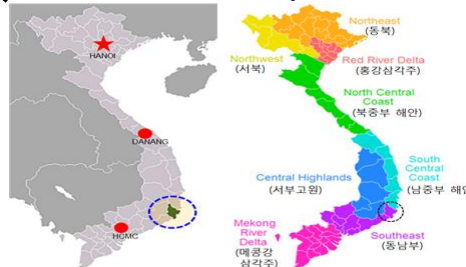 HANOI
DANANG
HCMC
Northeast
(동북)
Northwest
(서북)
Red River Delta
(홍강삼각주)
North Central
Coast
(북중부 해안)
South
Central
Coast
(남중부 해안
Central Highlands
(서부고원)
Mekong
River
Delta
(메콩강
삼각주)
Southeast
(동남부)